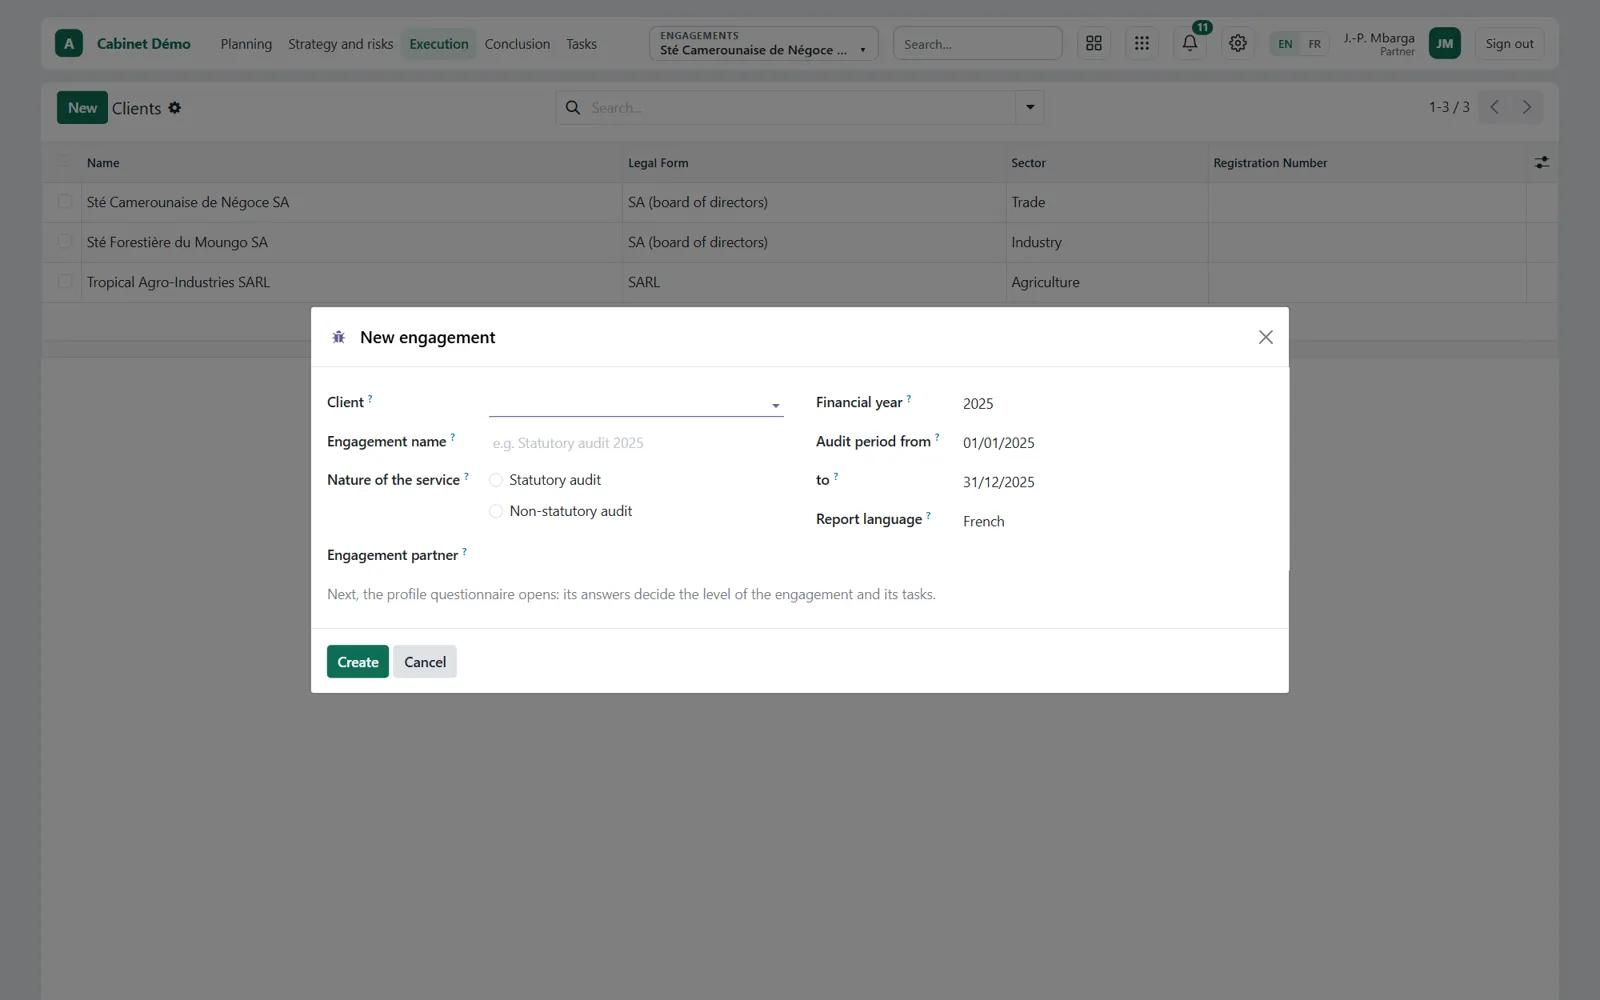 A Cabinet Démo Planning Strategy and risks Execution Conclusion Tasks
ENGAGEMENTS
Sté Camerounaise de Négoce ...
Search...
11
EN FR
J.-P. Mbarga
Partner
JM
Sign out
New Clients
Search...
1-3 / 3
Name Legal Form Sector Registration Number
Sté Camerounaise de Négoce SA SA (board of directors) Trade
Sté Forestière du Moungo SA SA (board of directors) Industry
Tropical Agro-Industries SARL SARL Agriculture
New engagement
Client ?
Engagement name ? e.g. Statutory audit 2025
Nature of the service ? Statutory audit
Non-statutory audit
Engagement partner ?
Financial year ? 2025
Audit period from ? 01/01/2025
to ? 31/12/2025
Report language ? French
Next, the profile questionnaire opens: its answers decide the level of the engagement and its tasks.
Create Cancel